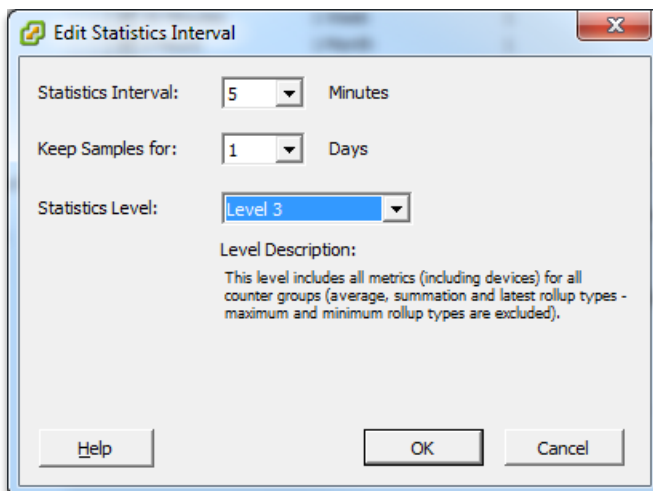 Edit Statistics Interval
Statistics Interval: 5 Minutes
Keep Samples for: 1 Days
Statistics Level: Level 3
Level Description:
This level includes all metrics (including devices) for all
counter groups (average, summation and latest rollup types -
maximum and minimum rollup types are excluded).
Help OK Cancel